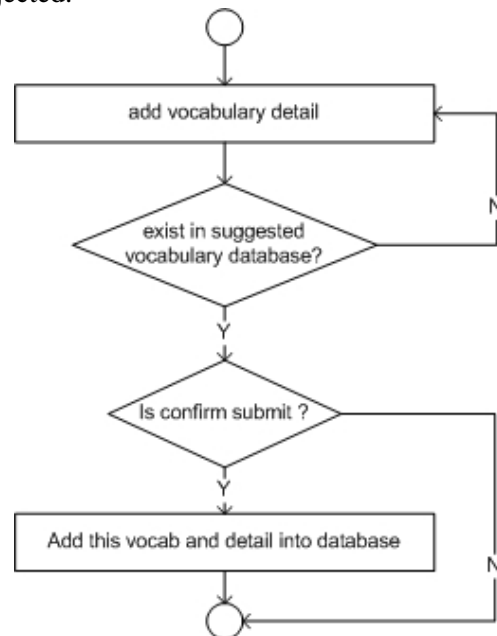 add vocabulary detail
N
exist in suggested
vocabulary database?
Y
Is confirm submit ?
Y
Add this vocab and detail into database
N